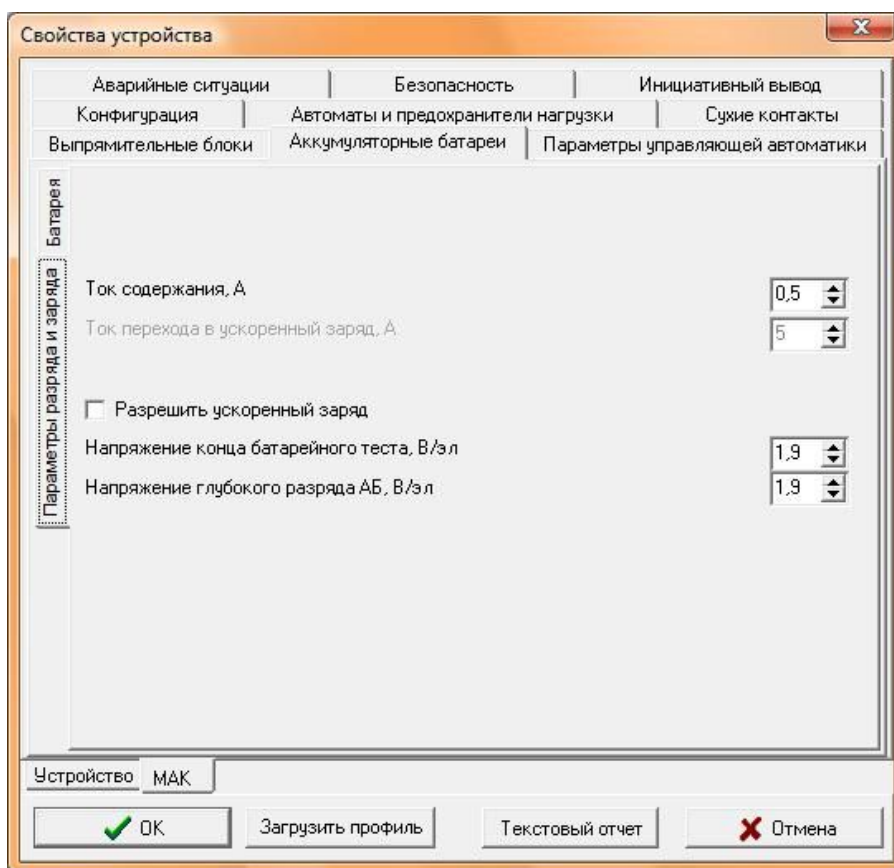 Свойства устройства
Аварийные ситуации Безопасность Инициативный вывод
Конфигурация Автоматы и предохранители нагрузки Сухие контакты
Выпрямительные блоки Аккумуляторные батареи Параметры управляющей автоматики
Батарея
Параметры разряда и заряда
Ток содержания, А 0,5
Ток перехода в ускоренный заряд, А 5
Разрешить ускоренный заряд
Напряжение конца батарейного теста, В/эл 1,9
Напряжение глубокого разряда АБ, В/эл 1,9
Устройство МАК
OK Загрузить профиль Текстовый отчет Отмена